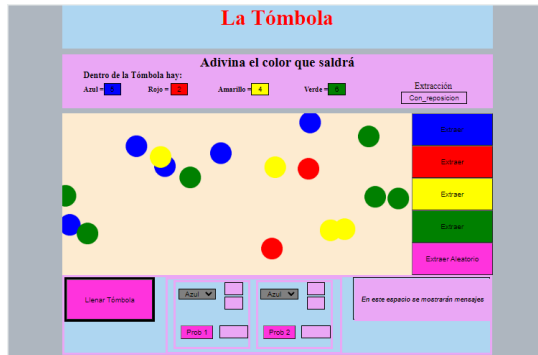 La Tómbola
Adivina el color que saldrá
Dentro de la Tómbola hay:
Azul = Rojo = 2 Amarillo = 4 Verde = 6
Extracción
Con_reposicion
Extraer
Extraer
Extraer
Extraer
Extraer Aleatorio
Llenar Tómbola
Azul
Prob 1
Azul
Prob 2
En este espacio se mostrarán mensajes